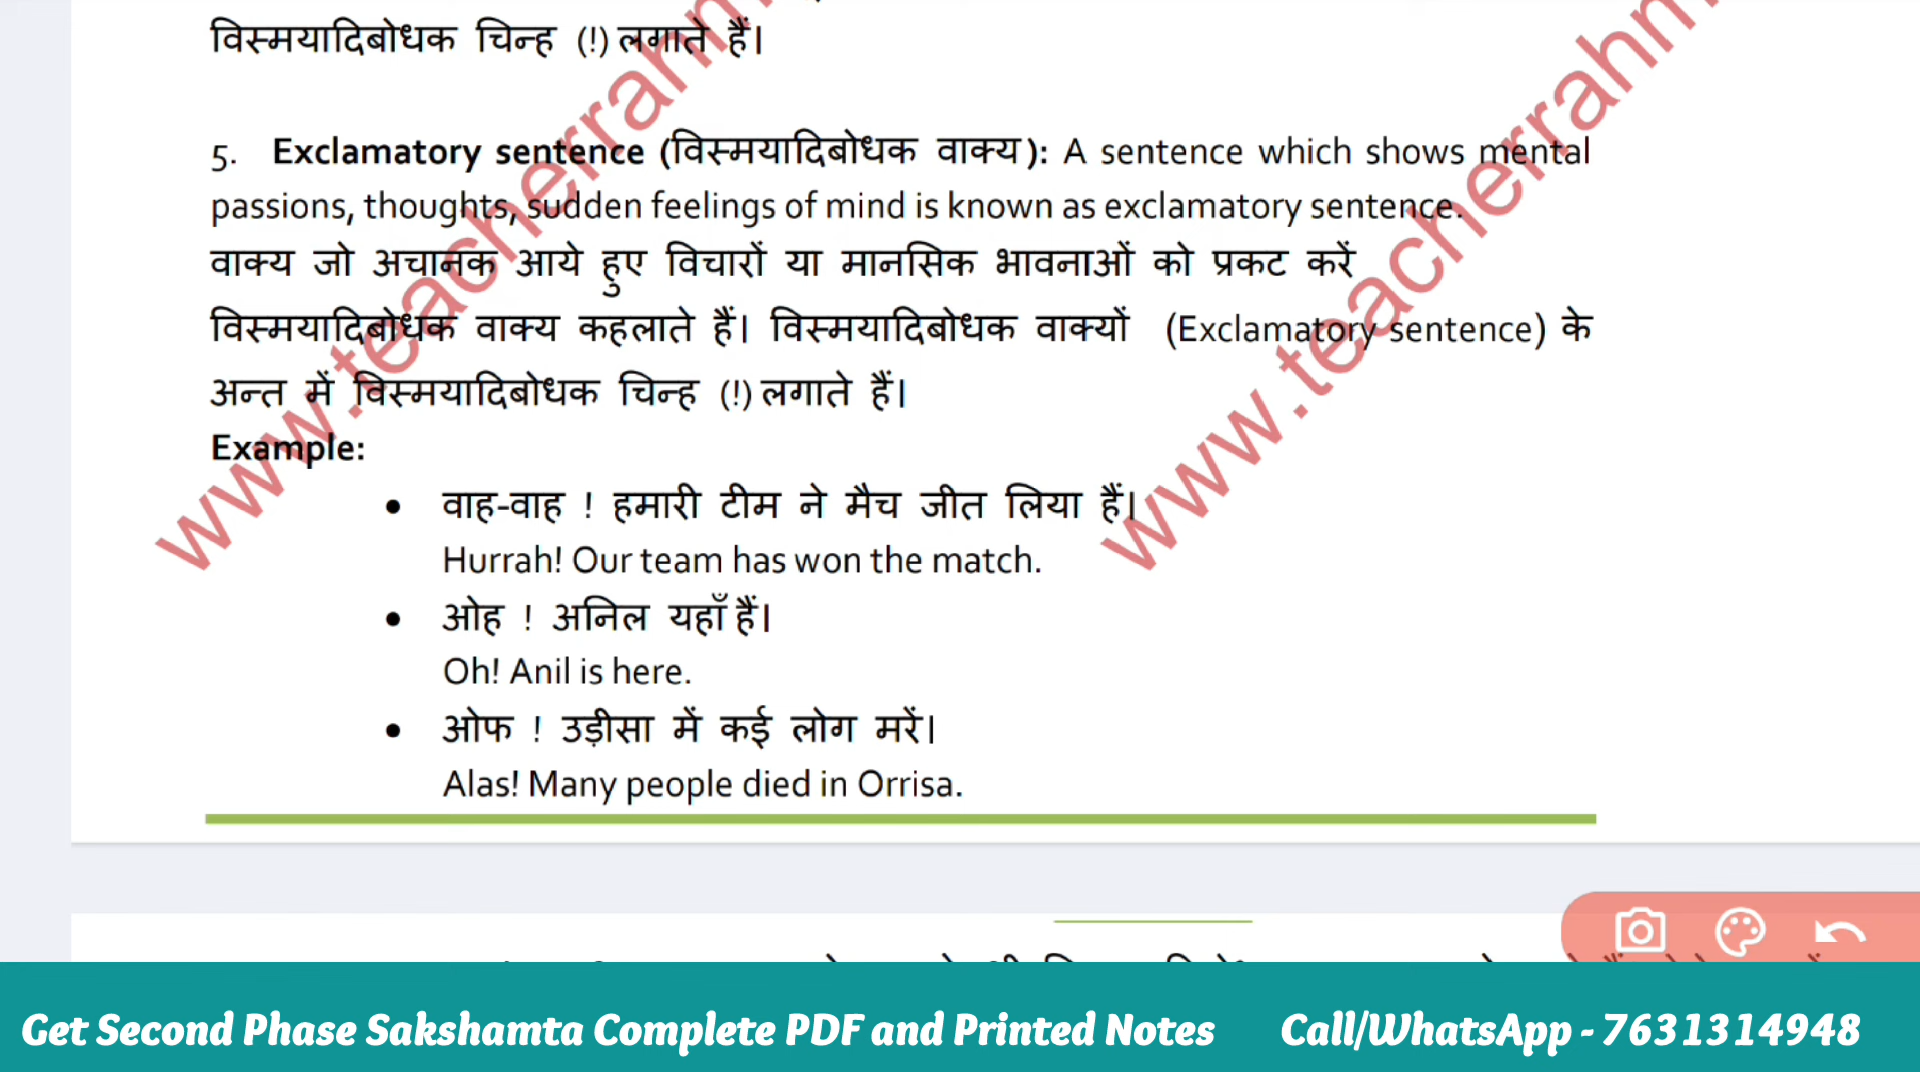 विस्मयादिबोधक चिन्ह (!) लगाते हैं।
5. Exclamatory sentence (विस्मयादिबोधक वाक्य): A sentence which shows mental
passions, thoughts, sudden feelings of mind is known as exclamatory sentence.
वाक्य जो अचानक आये हुए विचारों या मानसिक भावनाओं को प्रकट करें
विस्मयादिबोधक वाक्य कहलाते हैं। विस्मयादिबोधक वाक्यों (Exclamatory sentence) के
अन्त में विस्मयादिबोधक चिन्ह (!) लगाते हैं।
Example:
• वाह-वाह ! हमारी टीम ने मैच जीत लिया हैं।
Hurrah! Our team has won the match.
• ओह ! अनिल यहाँ हैं।
Oh! Anil is here.
• ओफ ! उड़ीसा में कई लोग मरें।
Alas! Many people died in Orrisa.
www.teacherrahm
www.teacherrahm
Get Second Phase Sakshamta Complete PDF and Printed Notes Call/WhatsApp - 7631314948